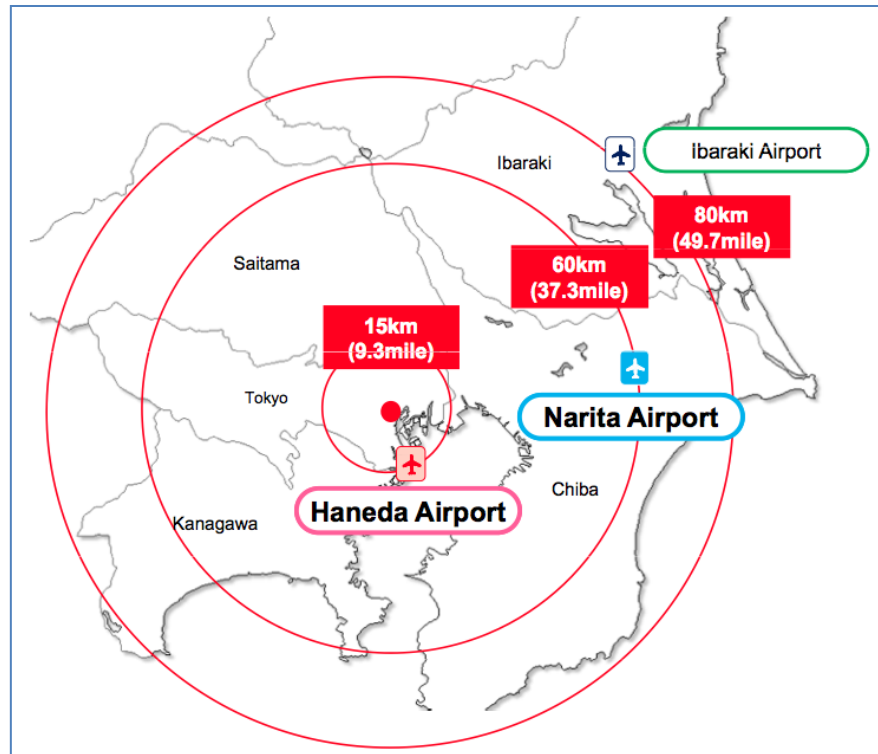 Ibaraki Airport
Ibaraki
80km
(49.7mile)
60km
(37.3mile)
Saitama
15km
(9.3mile)
Tokyo
Narita Airport
Chiba
Haneda Airport
Kanagawa